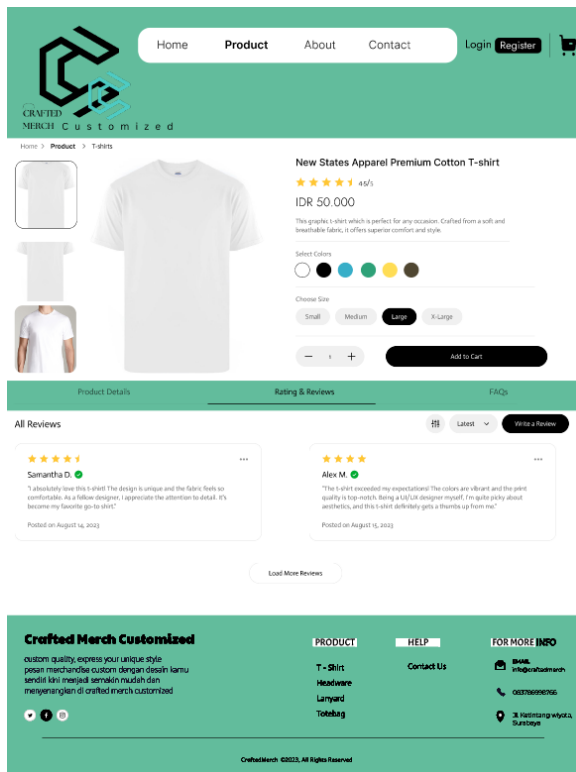 Home Product About Contact Login Register
CRAFTED
MERCH Customized
Home > Product > T-shirts
New States Apparel Premium Cotton T-shirt
4.5/5
IDR 50.000
This graphic t-shirt which is perfect for any occasion. Crafted from a soft and
breathable fabric, it offers superior comfort and style.
Select Colors
Choose Size
Small Medium Large X-Large
− 1 + Add to Cart
Product Details Rating & Reviews FAQs
All Reviews Latest Write a Review
Samantha D.
"I absolutely love this t-shirt! The design is unique and the fabric feels so
comfortable. As a fellow designer, I appreciate the attention to detail. It's
become my favorite go-to shirt."
Posted on August 14, 2023
Alex M.
"The t-shirt exceeded my expectations! The colors are vibrant and the print
quality is top-notch. Being a UI/UX designer myself, I'm quite picky about
aesthetics, and this t-shirt definitely gets a thumbs up from me."
Posted on August 15, 2023
Load More Reviews
Crafted Merch Customized
custom quality, express your unique style
pesan merchandise custom dengan desain kamu
sendiri kini menjadi semakin mudah dan
menyenangkan di crafted merch customized
PRODUCT
T - Shirt
Headware
Lanyard
Totebag
HELP
Contact Us
FOR MORE INFO
EMAIL
info@craftedmerch
Jl. Ketintang wiyota,
Surabaya
CraftedMerch ©2023, All Rights Reserved